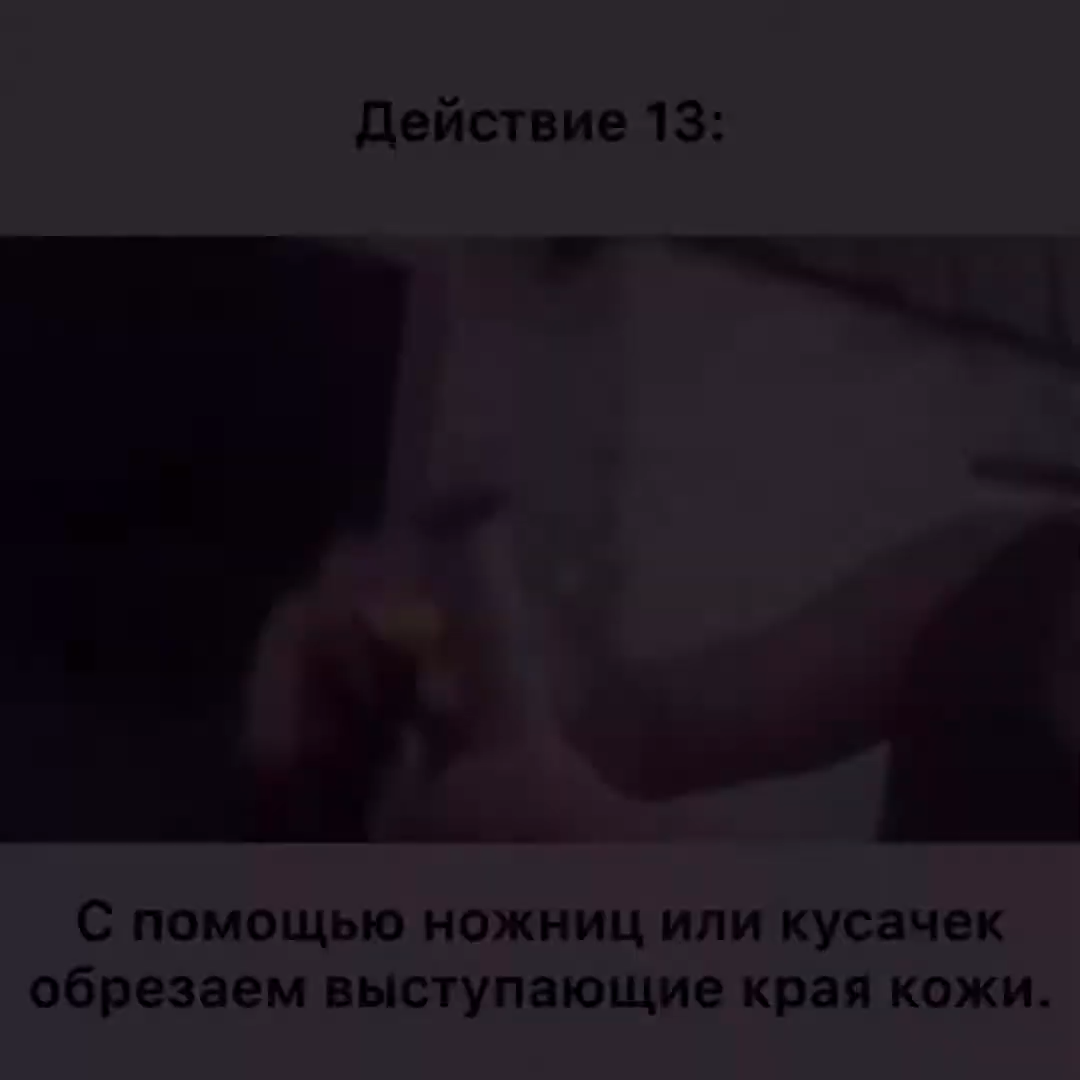 Действие 13:
С помощью ножниц или кусачек
обрезаем выступающие края кожи.